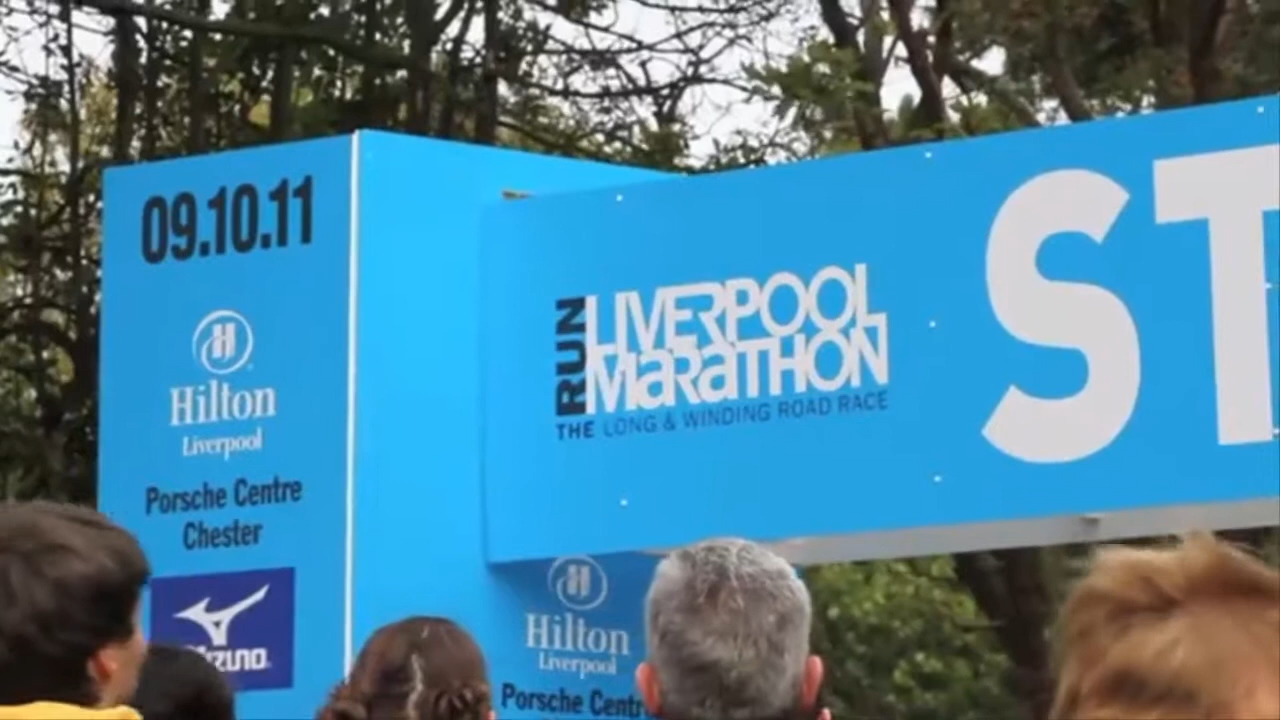 09.10.11
H
Hilton
Liverpool
Porsche Centre
Chester
RUN
LIVERPOOL
MaRaTHON
THE LONG & WINDING ROAD RACE
ST
H
Hilton
Liverpool